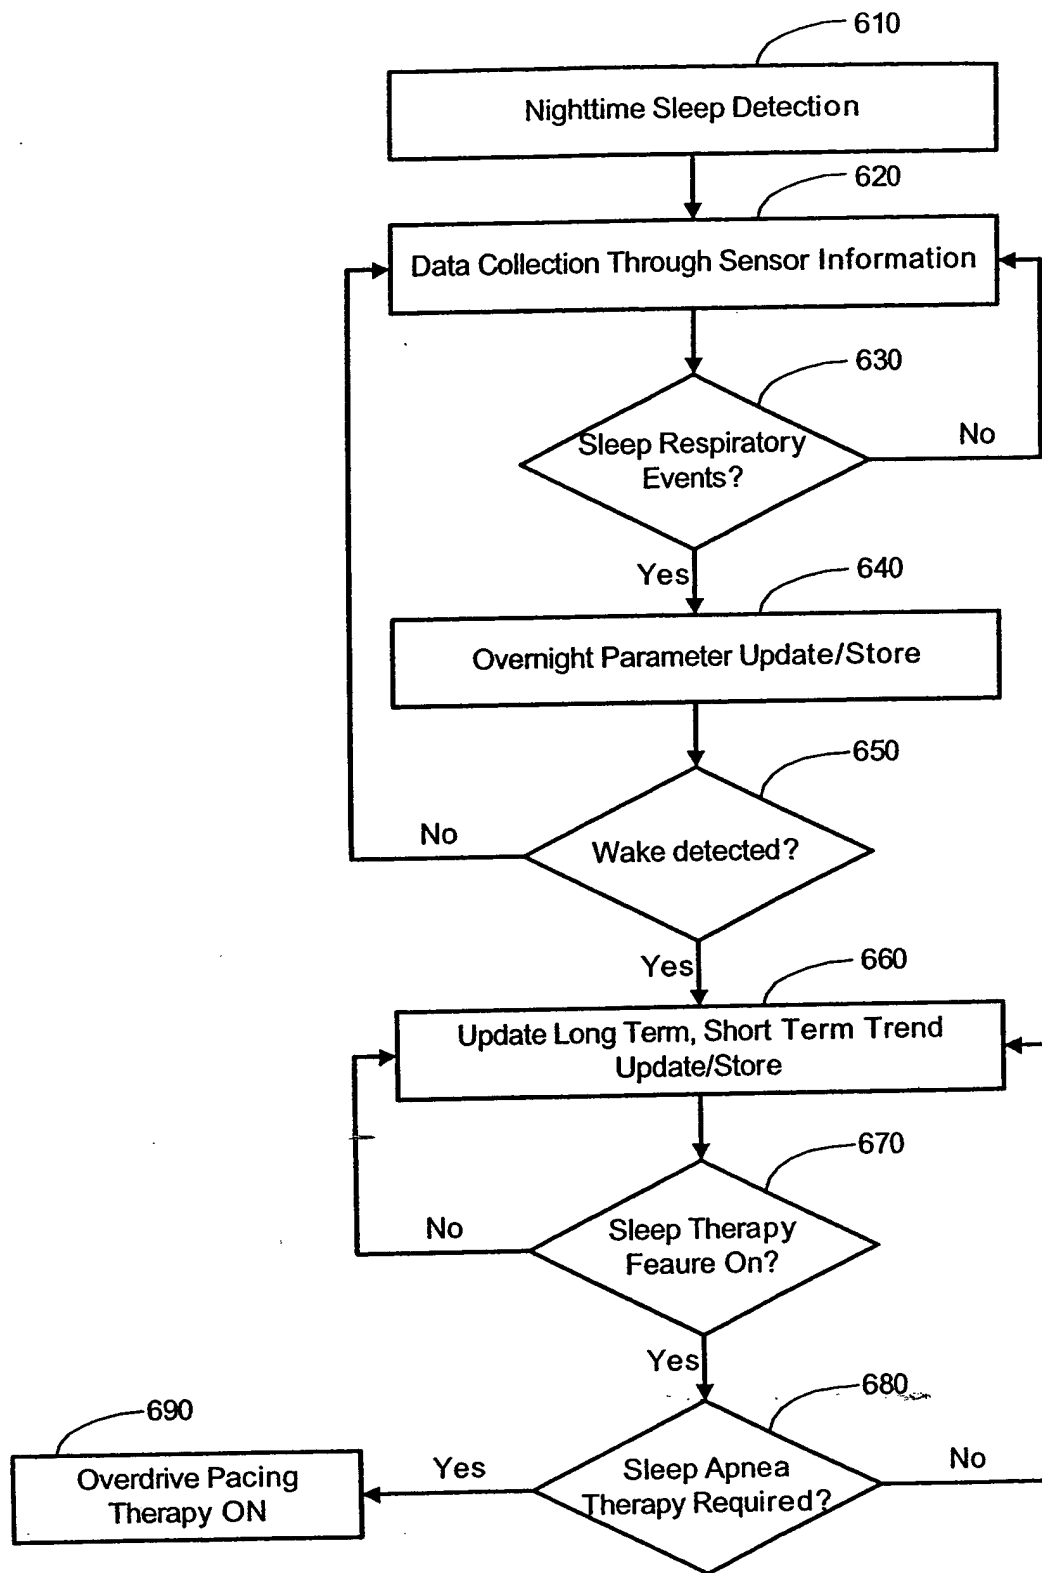 610
Nighttime Sleep Detection
620
Data Collection Through Sensor Information
630
Sleep Respiratory
Events?
No
Yes
640
Overnight Parameter Update/Store
650
No
Wake detected?
Yes
660
Update Long Term, Short Term Trend
Update/Store
670
No
Sleep Therapy
Feaure On?
Yes
680
690
Overdrive Pacing
Therapy ON
Yes
Sleep Apnea
Therapy Required?
No